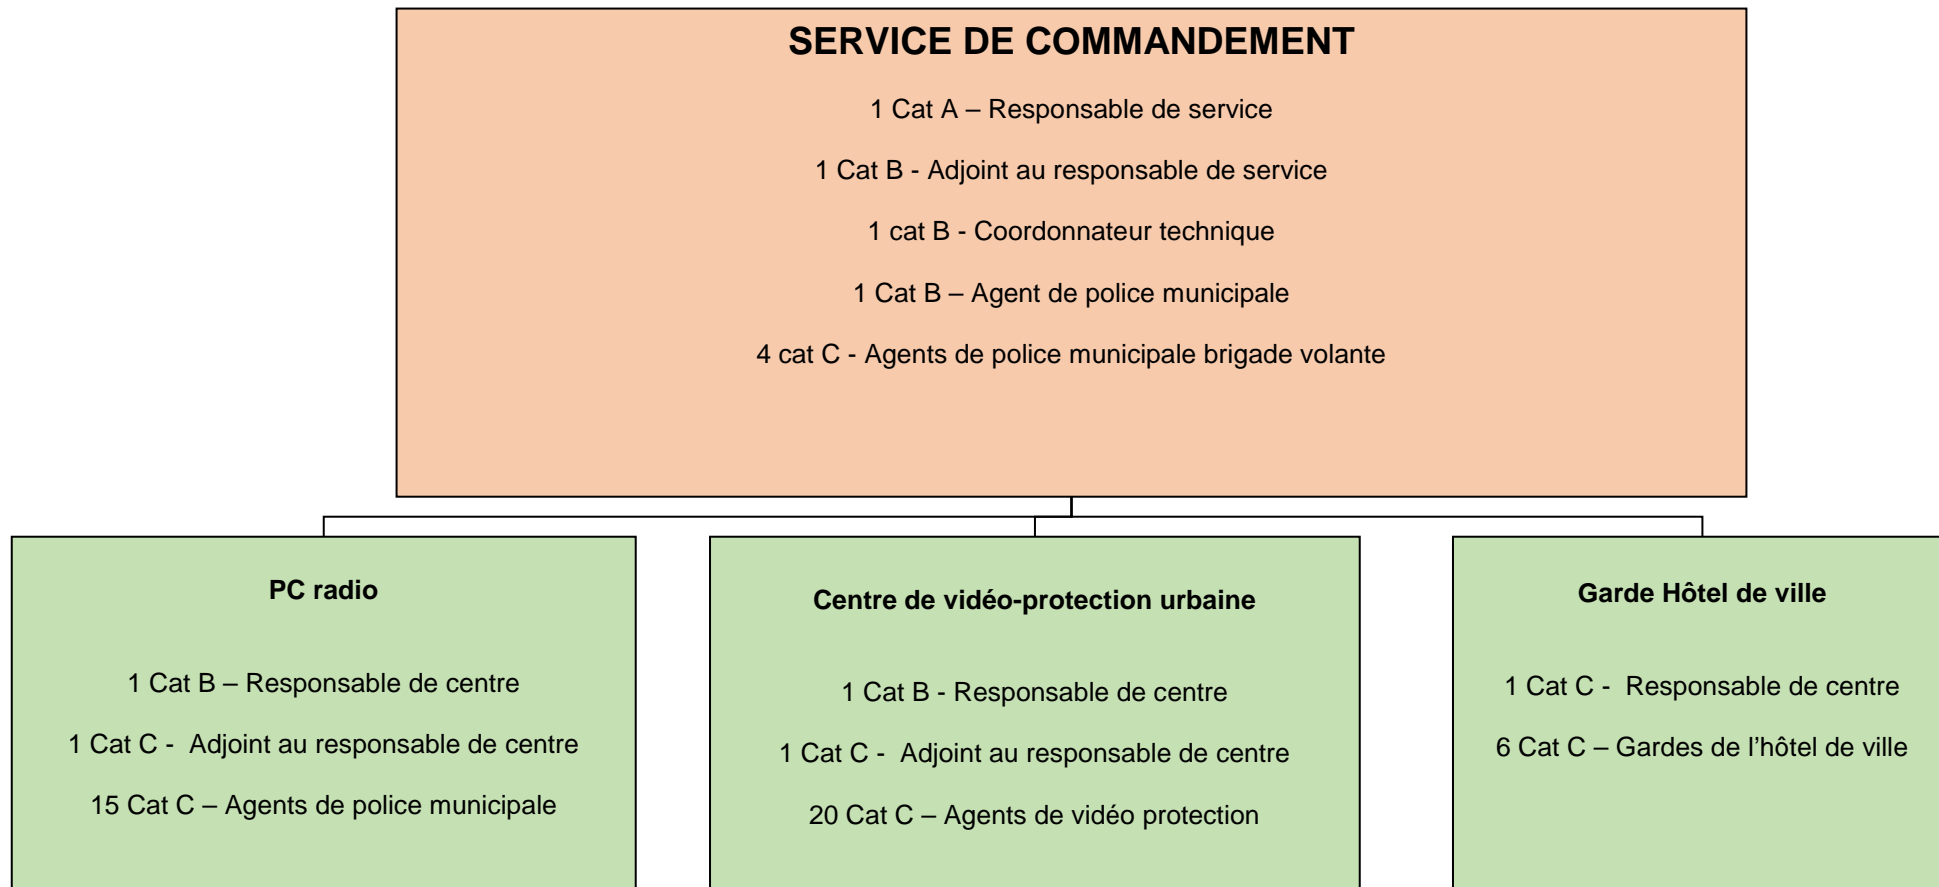 SERVICE DE COMMANDEMENT
1 Cat A – Responsable de service
1 Cat B - Adjoint au responsable de service
1 cat B - Coordonnateur technique
1 Cat B – Agent de police municipale
4 cat C - Agents de police municipale brigade volante
PC radio
1 Cat B – Responsable de centre
1 Cat C -  Adjoint au responsable de centre
15 Cat C – Agents de police municipale
Centre de vidéo-protection urbaine
1 Cat B - Responsable de centre
1 Cat C -  Adjoint au responsable de centre
20 Cat C – Agents de vidéo protection
Garde Hôtel de ville
1 Cat C -  Responsable de centre
6 Cat C – Gardes de l’hôtel de ville